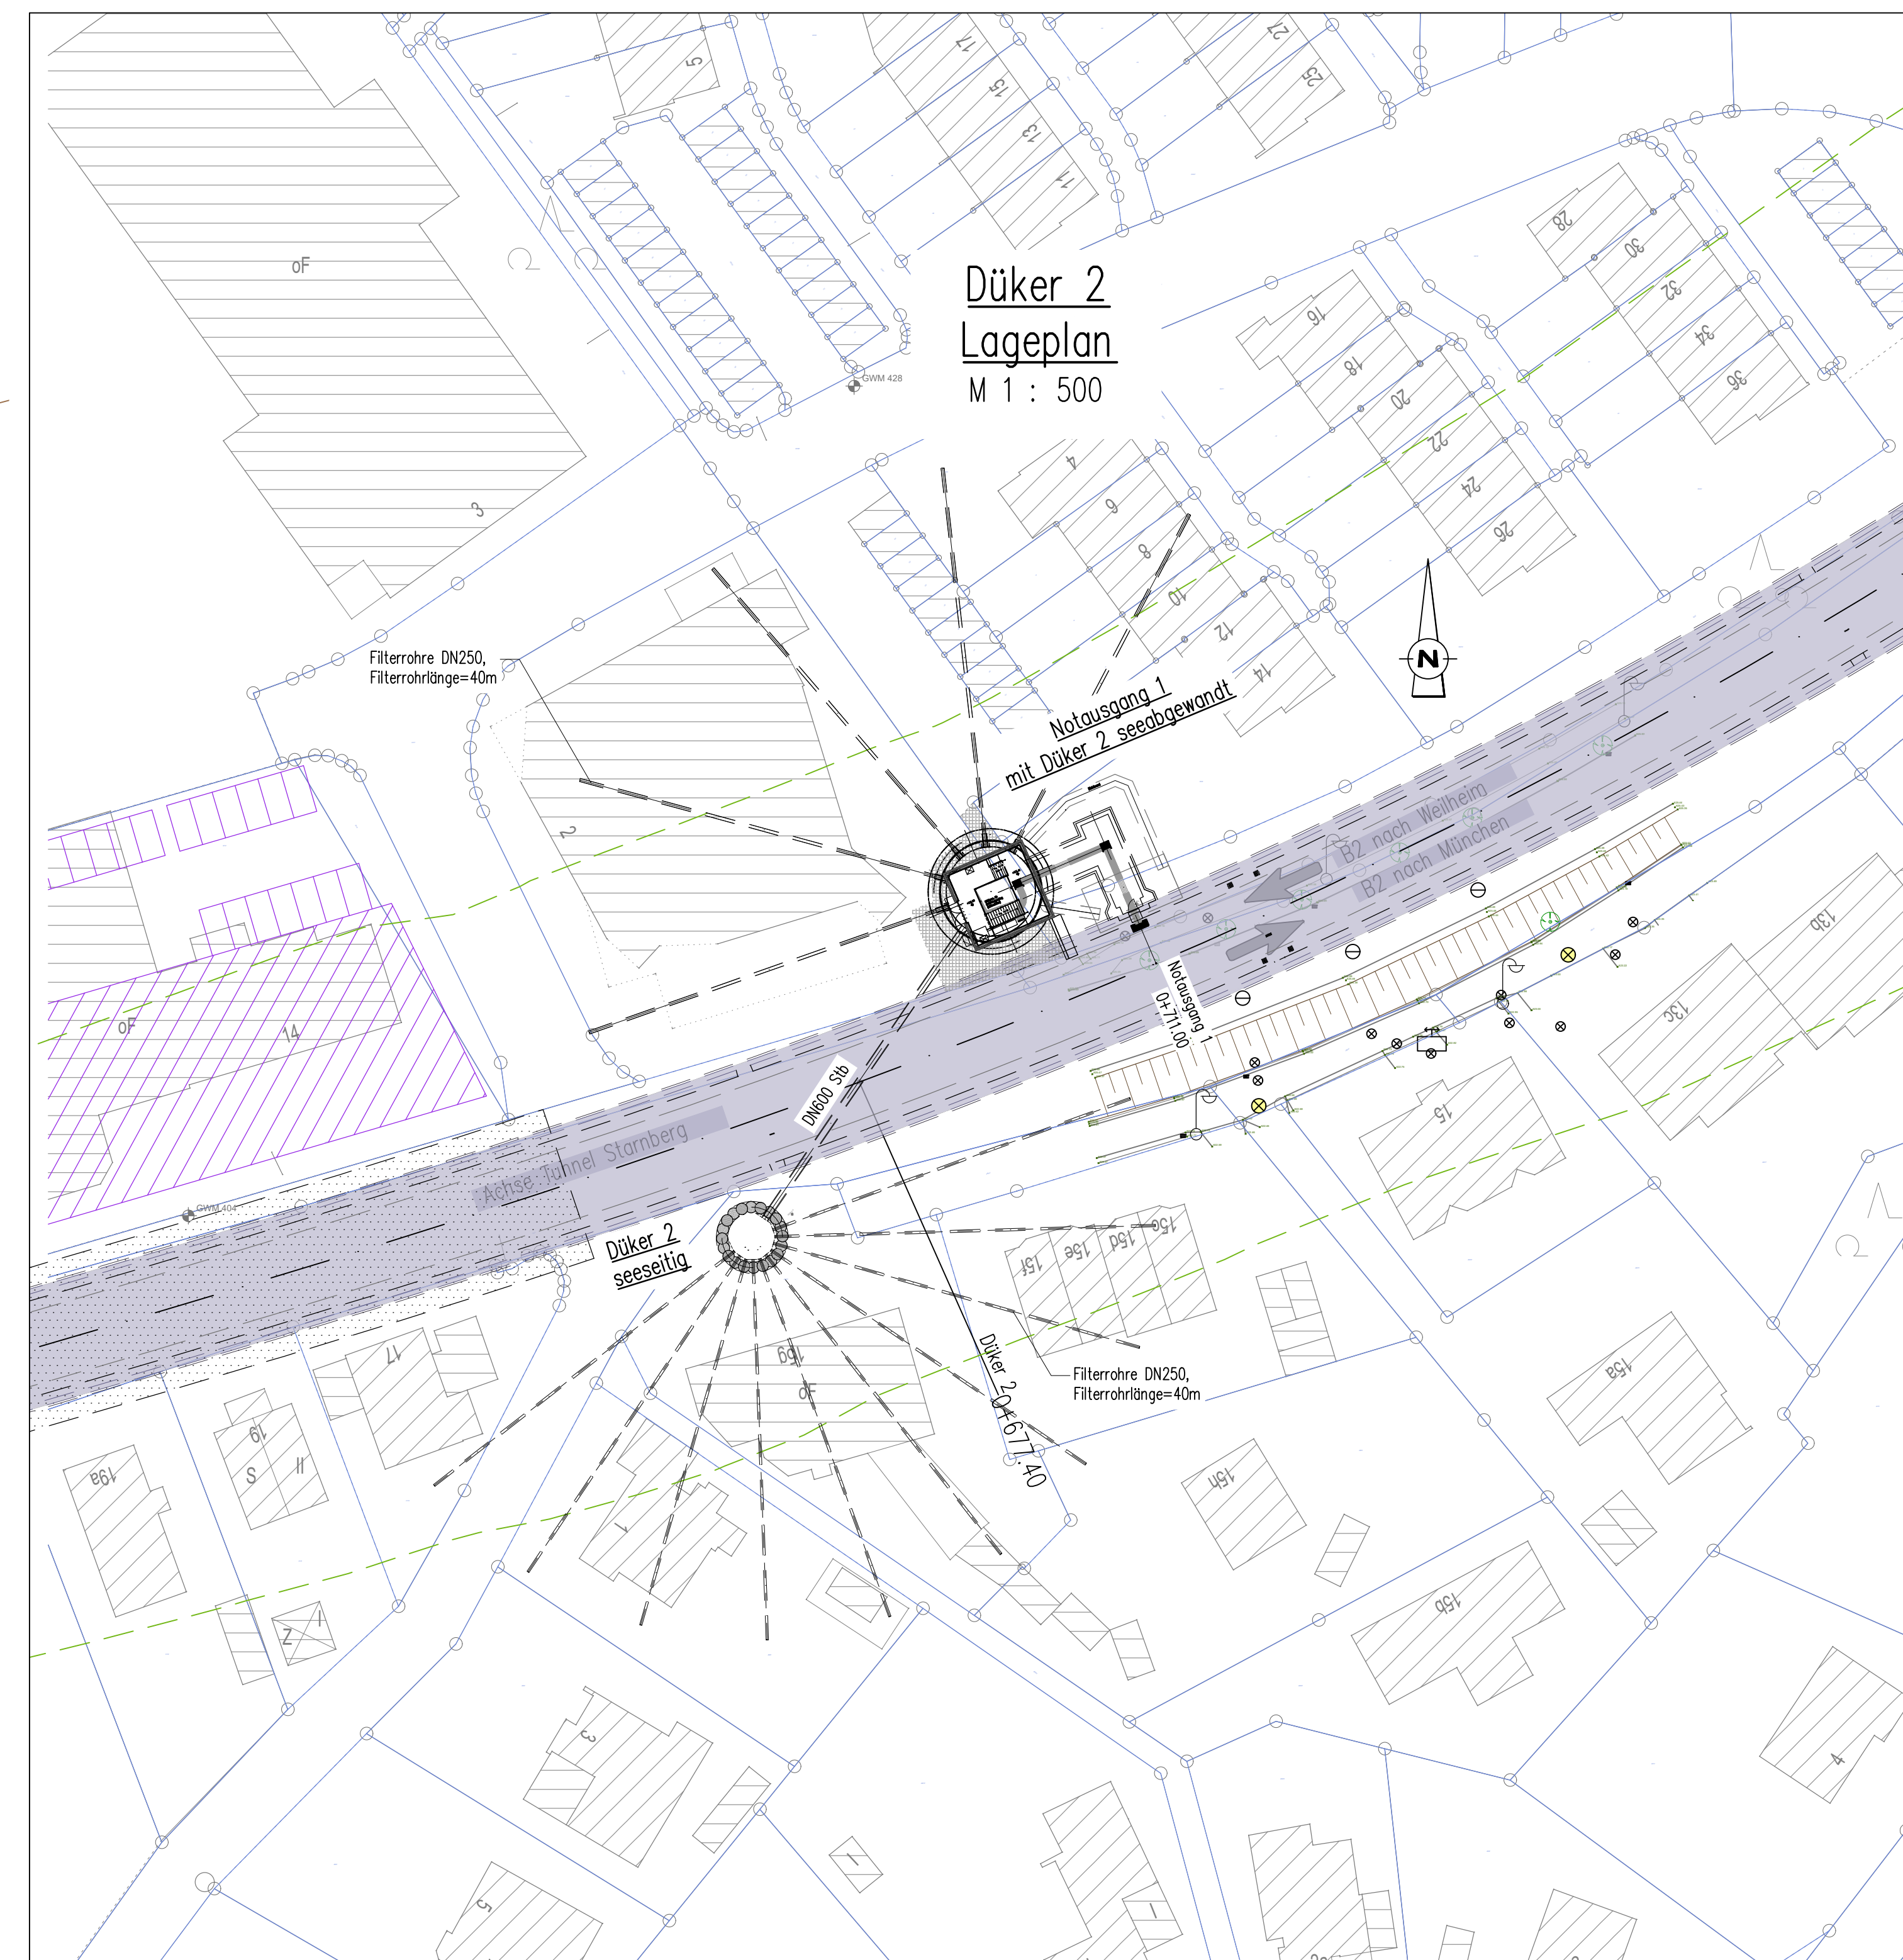 5
17
15
13
11
27
25
28
30
32
34
36
oF
Düker 2
Lageplan
M 1 : 500
16
18
20
22
24
26
GWM 428
3
4
6
8
10
12
14
N
Filterrohre DN250,
Filterrohrlänge=40m
Notausgang 1
mit Düker 2 seeabgewandt
2
B2 nach Weilheim
B2 nach München
13b
13c
Notausgang 1
0+711.00
oF
14
DN600 Stb
15
Achse Tunnel Starnberg
GWM 404
Düker 2
seeseitig
15f
15e
15d
15c
17
15g
oF
Düker 2
0+677.40
Filterrohre DN250,
Filterrohrlänge=40m
15a
19
S
II
19a
15h
1
Z
I
15b
3
4
5
I
I